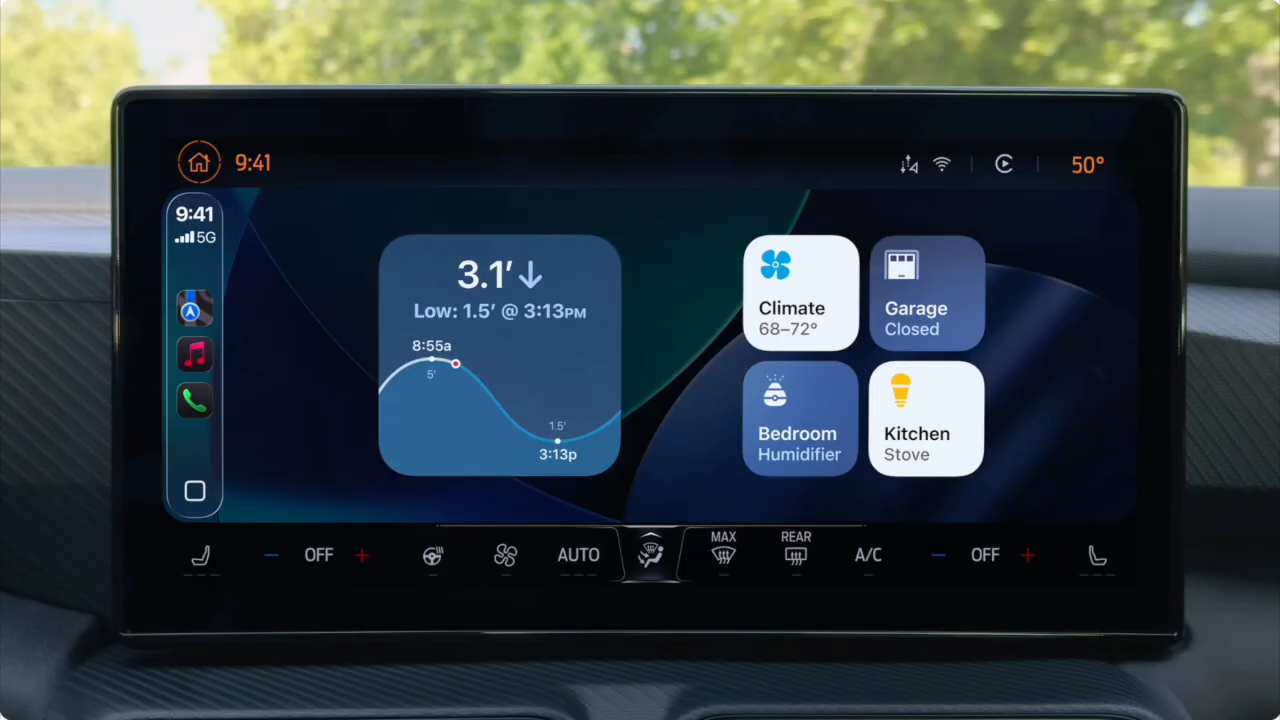 9:41
50°
9:41
5G
3.1′↓
Low: 1.5′ @ 3:13PM
8:55a
5′
1.5′
3:13p
Climate
68–72°
Garage
Closed
Bedroom
Humidifier
Kitchen
Stove
− OFF +
AUTO
MAX
REAR
A/C
− OFF +